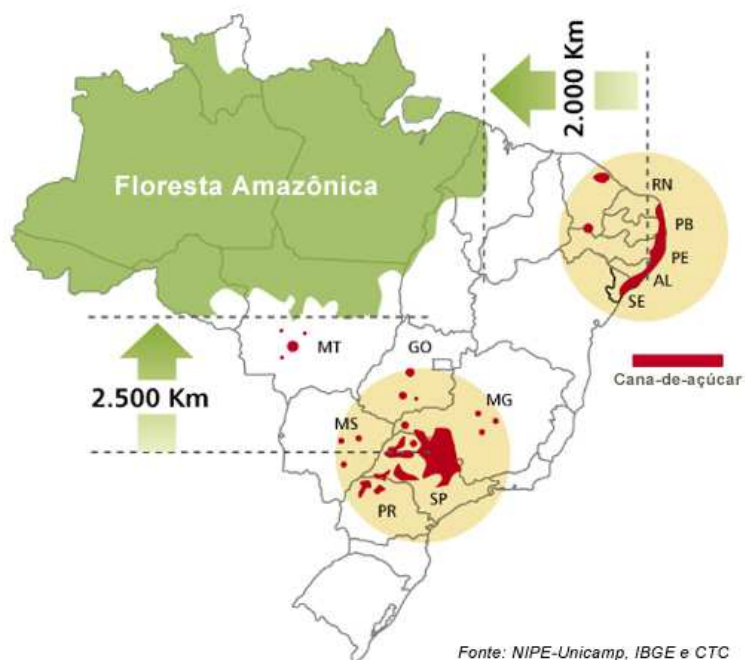 2.000 Km
Floresta Amazônica
RN
PB
PE
AL
SE
MT
GO
2.500 Km
MS
MG
Cana-de-açúcar
SP
PR
Fonte: NIPE-Unicamp, IBGE e CTC